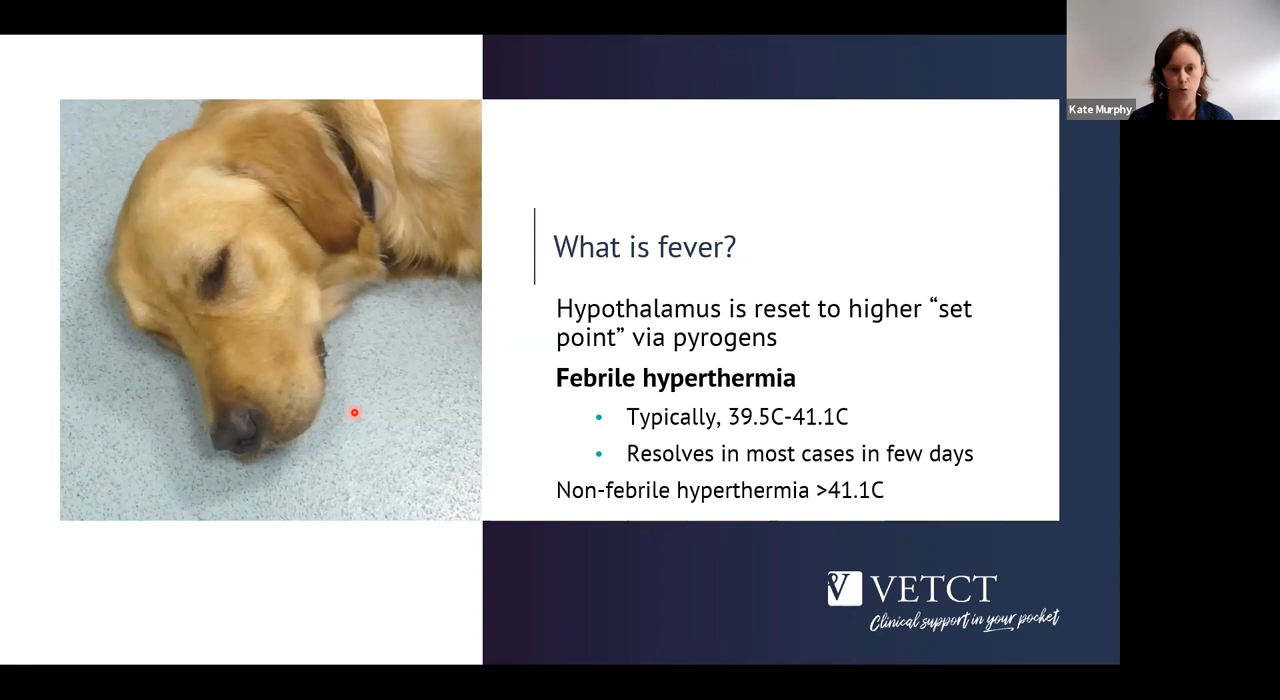 Kate Murphy
What is fever?
Hypothalamus is reset to higher “set
point” via pyrogens
Febrile hyperthermia
• Typically, 39.5C-41.1C
• Resolves in most cases in few days
Non-febrile hyperthermia >41.1C
V VETCT
Clinical support in your pocket